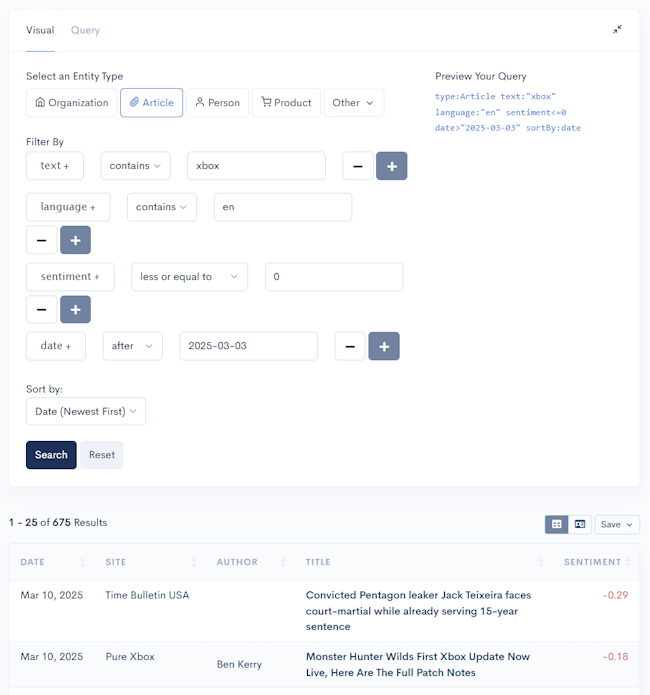 Visual Query
Select an Entity Type
Organization Article Person Product Other
Filter By
text + contains xbox − +
language + contains en
− +
sentiment + less or equal to 0
− +
date + after 2025-03-03 − +
Sort by:
Date (Newest First)
Search Reset
Preview Your Query
type:Article text:"xbox"
language:"en" sentiment<=0
date>"2025-03-03" sortBy:date
1 - 25 of 675 Results
Save
DATE SITE AUTHOR TITLE SENTIMENT
Mar 10, 2025 Time Bulletin USA Convicted Pentagon leaker Jack Teixeira faces -0.29
court-martial while already serving 15-year
sentence
Mar 10, 2025 Pure Xbox Monster Hunter Wilds First Xbox Update Now -0.18
Ben Kerry Live, Here Are The Full Patch Notes